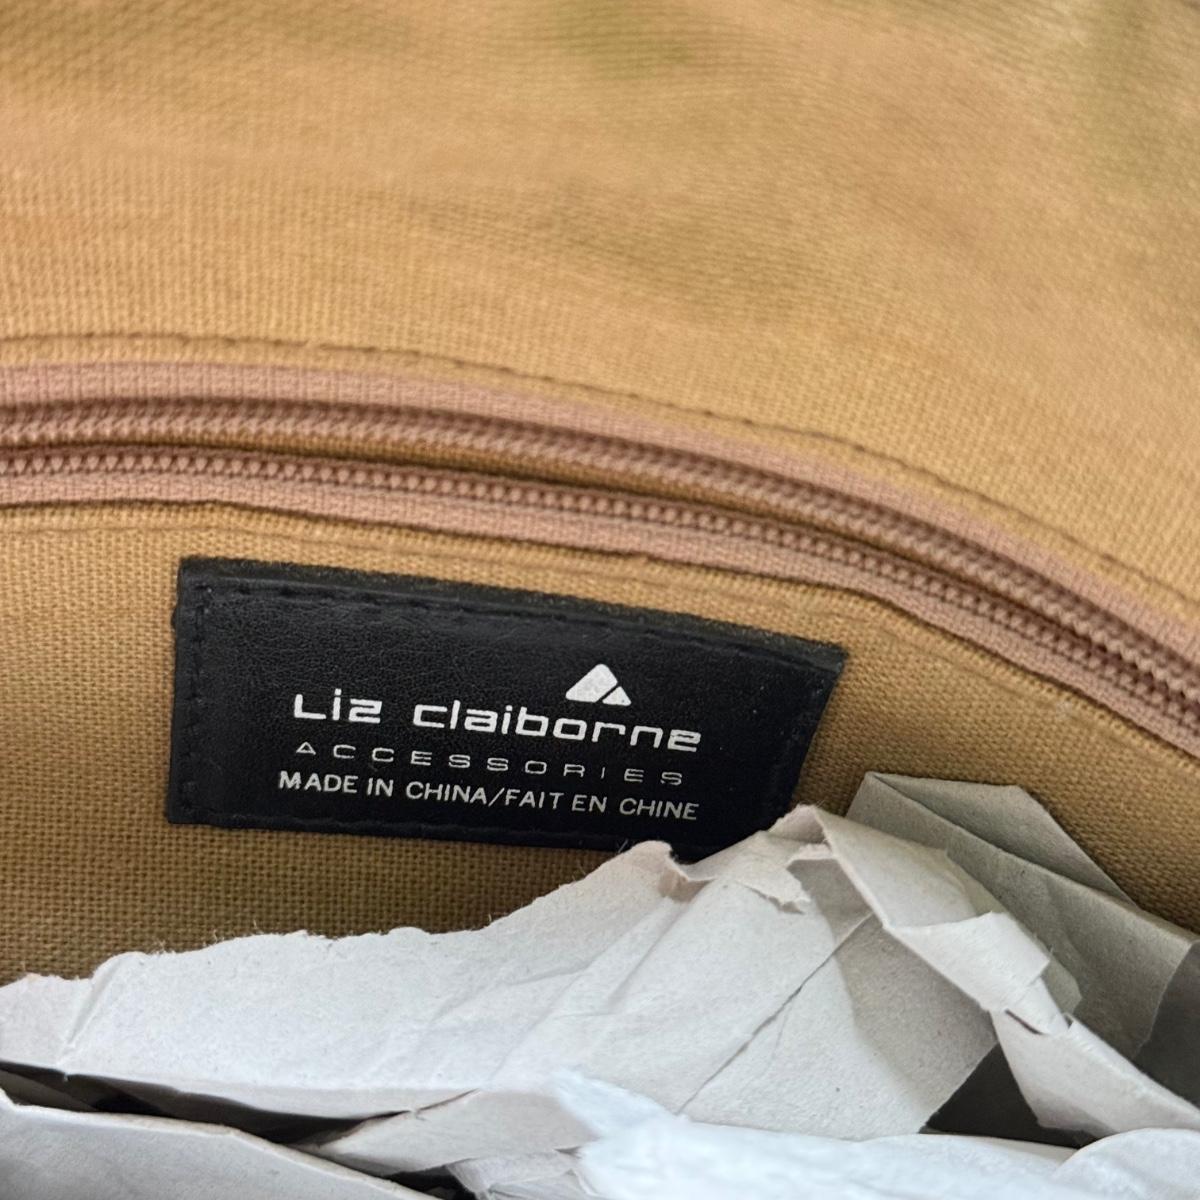 Liz claiborne
ACCESSORIES
MADE IN CHINA/FAIT EN CHINE